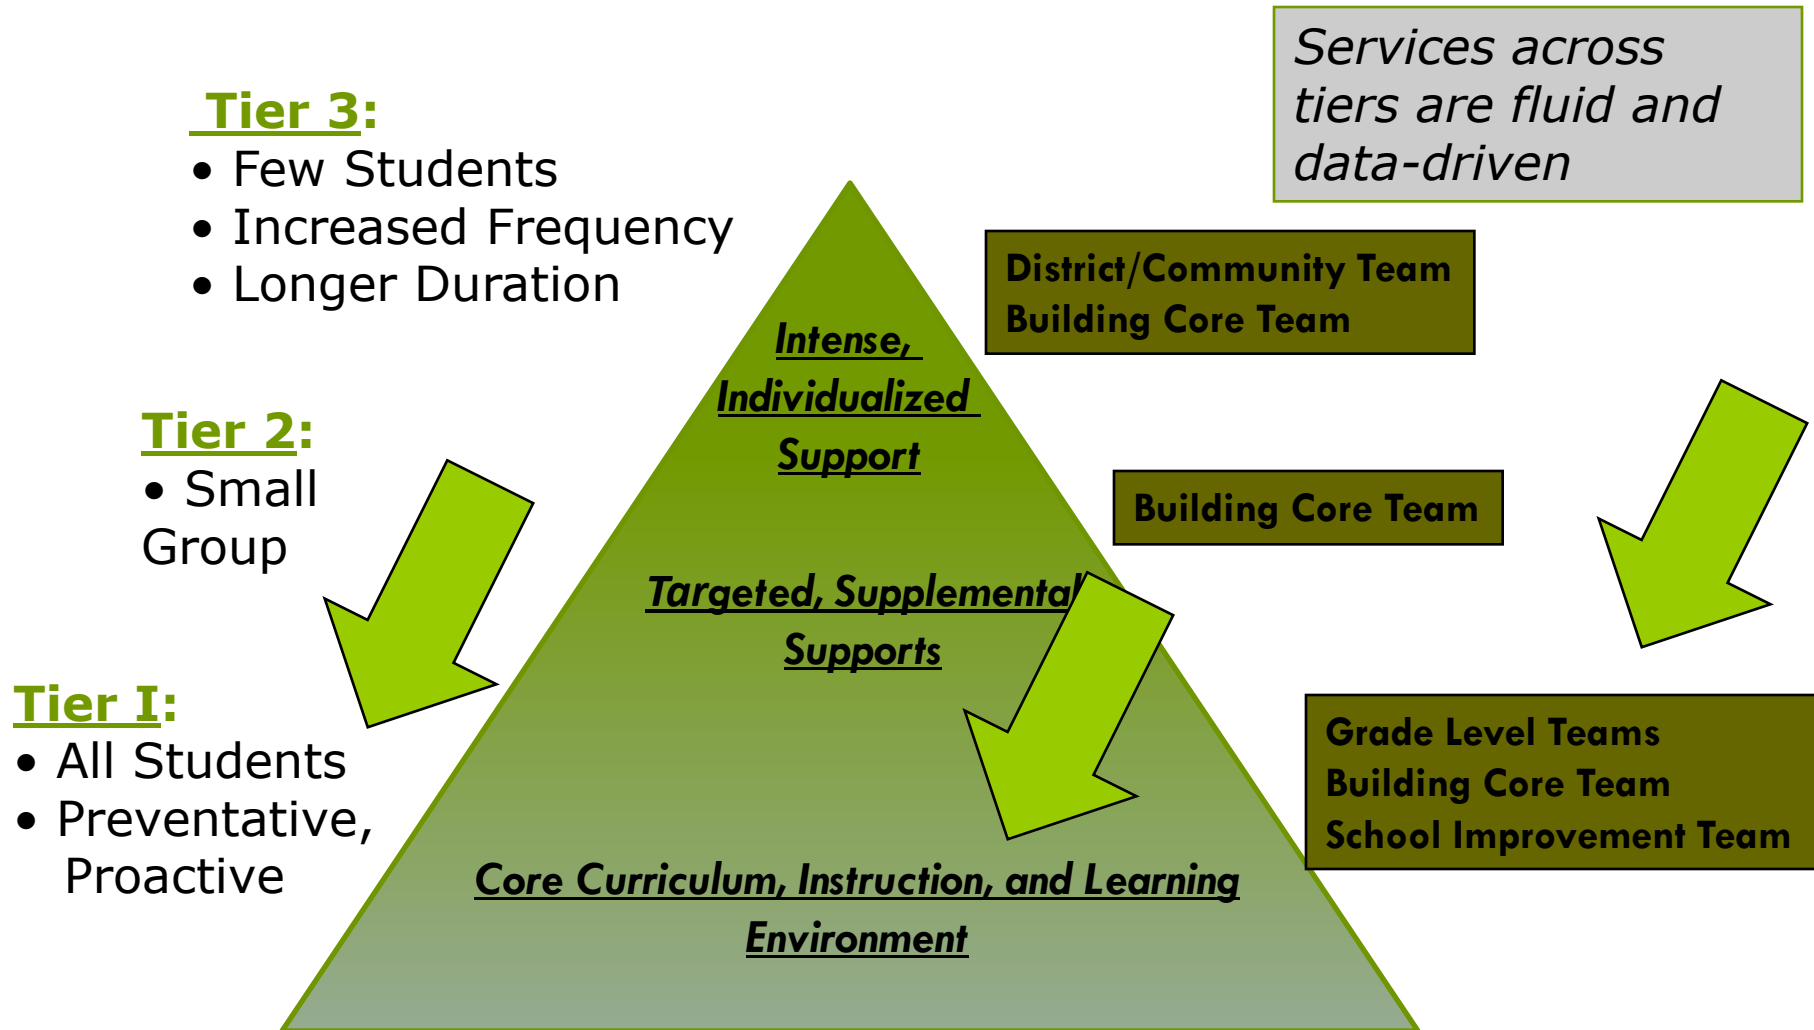 Services across
tiers are fluid and
data-driven
Tier 3:
• Few Students
• Increased Frequency
• Longer Duration
District/Community Team
Building Core Team
Intense,
Individualized
Support
Tier 2:
• Small
Group
Building Core Team
Targeted, Supplemental
Supports
Tier I:
• All Students
• Preventative,
Proactive
Grade Level Teams
Building Core Team
School Improvement Team
Core Curriculum, Instruction, and Learning
Environment